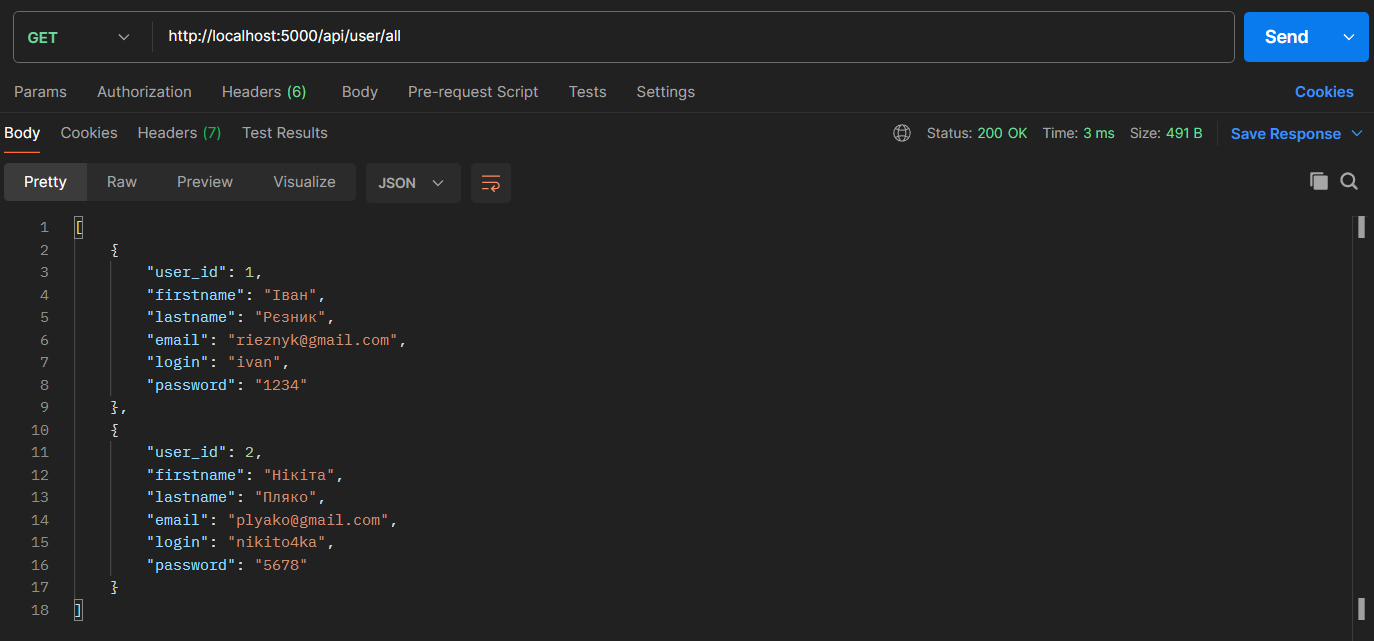 GET http://localhost:5000/api/user/all Send
Params Authorization Headers (6) Body Pre-request Script Tests Settings Cookies
Body Cookies Headers (7) Test Results Status: 200 OK Time: 3 ms Size: 491 B Save Response
Pretty Raw Preview Visualize JSON
1 [
2 {
3 "user_id": 1,
4 "firstname": "Іван",
5 "lastname": "Рєзник",
6 "email": "rieznyk@gmail.com",
7 "login": "ivan",
8 "password": "1234"
9 },
10 {
11 "user_id": 2,
12 "firstname": "Нікіта",
13 "lastname": "Пляко",
14 "email": "plyako@gmail.com",
15 "login": "nikito4ka",
16 "password": "5678"
17 }
18 ]